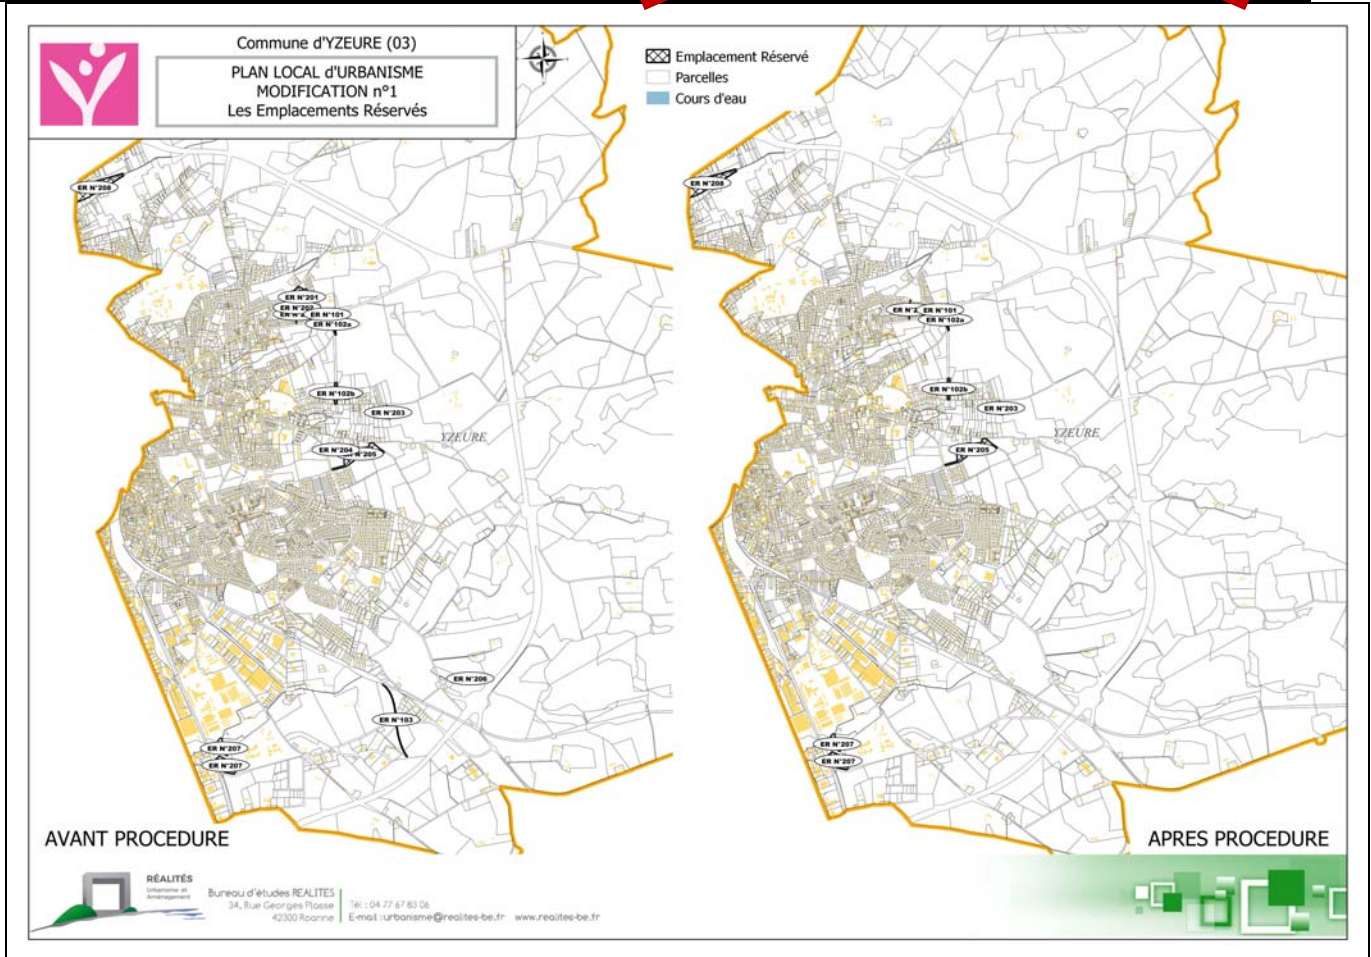 Commune d'YZEURE (03)
PLAN LOCAL d'URBANISME
MODIFICATION n°1
Les Emplacements Réservés
Emplacement Réservé
Parcelles
Cours d'eau
ER N°208
ER N°201
ER N°202
ER N°101
ER N°102a
ER N°102b
ER N°203
YZEURE
ER N°204
N°205
ER N°206
ER N°103
ER N°207
ER N°207
AVANT PROCEDURE
ER N°208
ER N°101
ER N°102a
ER N°102b
ER N°203
YZEURE
ER N°205
ER N°207
ER N°207
APRES PROCEDURE
RÉALITÉS
Urbanisme et
Aménagement
Bureau d'études REALITES
34, Rue Georges Plasse
42300 Roanne
Tél : 04 77 67 83 06
E-mail : urbanisme@realites-be.fr www.realites-be.fr